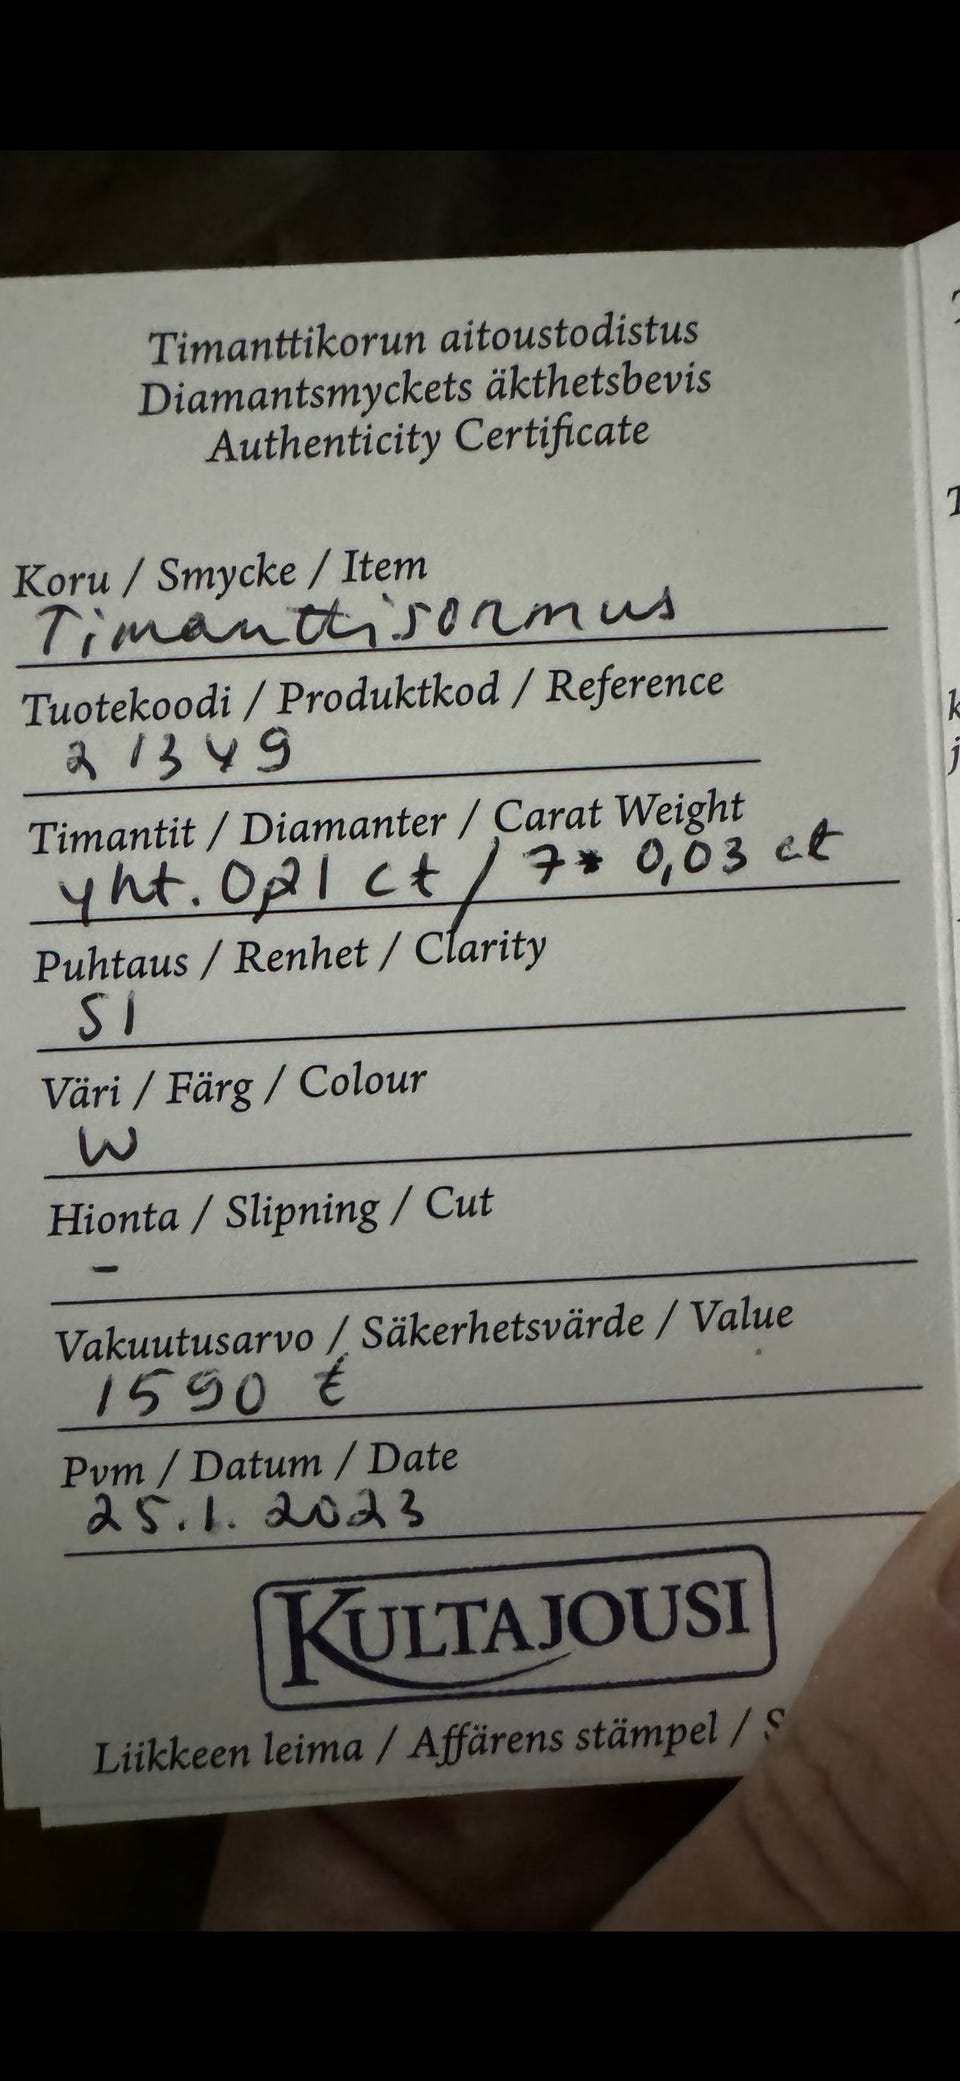 Timanttikorun aitoustodistus
Diamantsmyckets äkthetsbevis
Authenticity Certificate
Koru / Smycke / Item
Timanttisormus
Tuotekoodi / Produktkod / Reference
21349
Timantit / Diamanter / Carat Weight
yht. 0,21 ct / 7* 0,03 ct
Puhtaus / Renhet / Clarity
SI
Väri / Färg / Colour
W
Hionta / Slipning / Cut
-
Vakuutusarvo / Säkerhetsvärde / Value
1590 €
Pvm / Datum / Date
25.1.2023
KULTAJOUSI
Liikkeen leima / Affärens stämpel / S